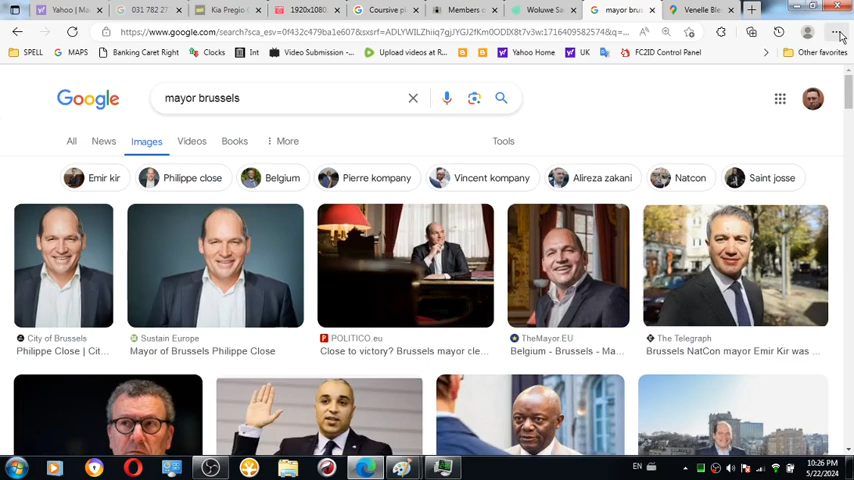 Yahoo | Ma
031 782 27
Kia Pregio C
1920x1080
Coursive pl
Members c
Woluwe Sa
mayor brus
Venelle Ble
https://www.google.com/search?sca_esv=0f432c479ba1e607&sxsrf=ADLYWILZhiiq7gjJYGJ2fKm0ODIX8t7v3w:1716409582574&q=...
SPELL
MAPS
Banking Caret Right
Clocks
Int
Video Submission -...
Upload videos at R...
Yahoo Home
UK
FC2ID Control Panel
Other favorites
Google
mayor brussels
All
News
Images
Videos
Books
More
Tools
Emir kir
Philippe close
Belgium
Pierre kompany
Vincent kompany
Alireza zakani
Natcon
Saint josse
City of Brussels
Philippe Close | Cit...
Sustain Europe
Mayor of Brussels Philippe Close
POLITICO.eu
Close to victory? Brussels mayor cle...
TheMayor.EU
Belgium - Brussels - Ma...
The Telegraph
Brussels NatCon mayor Emir Kir was ...
EN
10:26 PM
5/22/2024